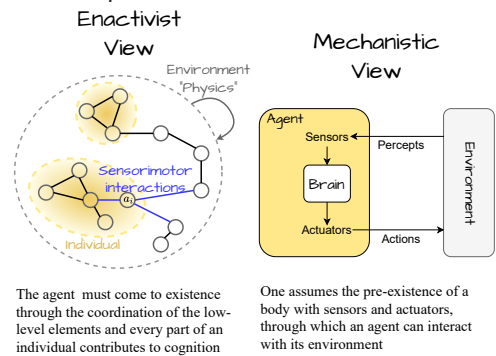 Enactivist
View
Environment
"Physics"
Sensorimotor
interactions
a_i
Individual
The agent must come to existence
through the coordination of the low-
level elements and every part of an
individual contributes to cognition
Mechanistic
View
Agent
Sensors
Percepts
Brain
Environment
Actuators
Actions
One assumes the pre-existence of a
body with sensors and actuators,
through which an agent can interact
with its environment